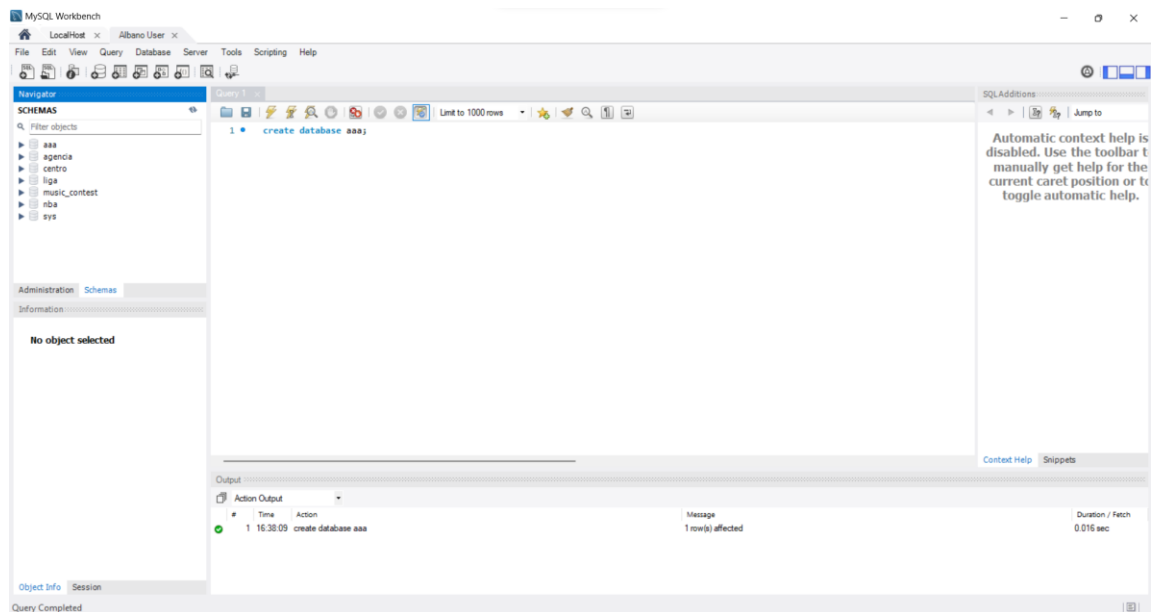 MySQL Workbench
LocalHost × Albano User ×
File Edit View Query Database Server Tools Scripting Help
Navigator
SCHEMAS
Filter objects
aaa
agencia
centro
liga
music_contest
nba
sys
Administration Schemas
Information
No object selected
Object Info Session
Query 1 ×
Limit to 1000 rows
1 create database aaa;
SQLAdditions
Jump to
Automatic context help is
disabled. Use the toolbar t
manually get help for the
current caret position or to
toggle automatic help.
Context Help Snippets
Output
Action Output
# Time Action Message Duration / Fetch
1 16:38:09 create database aaa 1 row(s) affected 0.016 sec
Query Completed